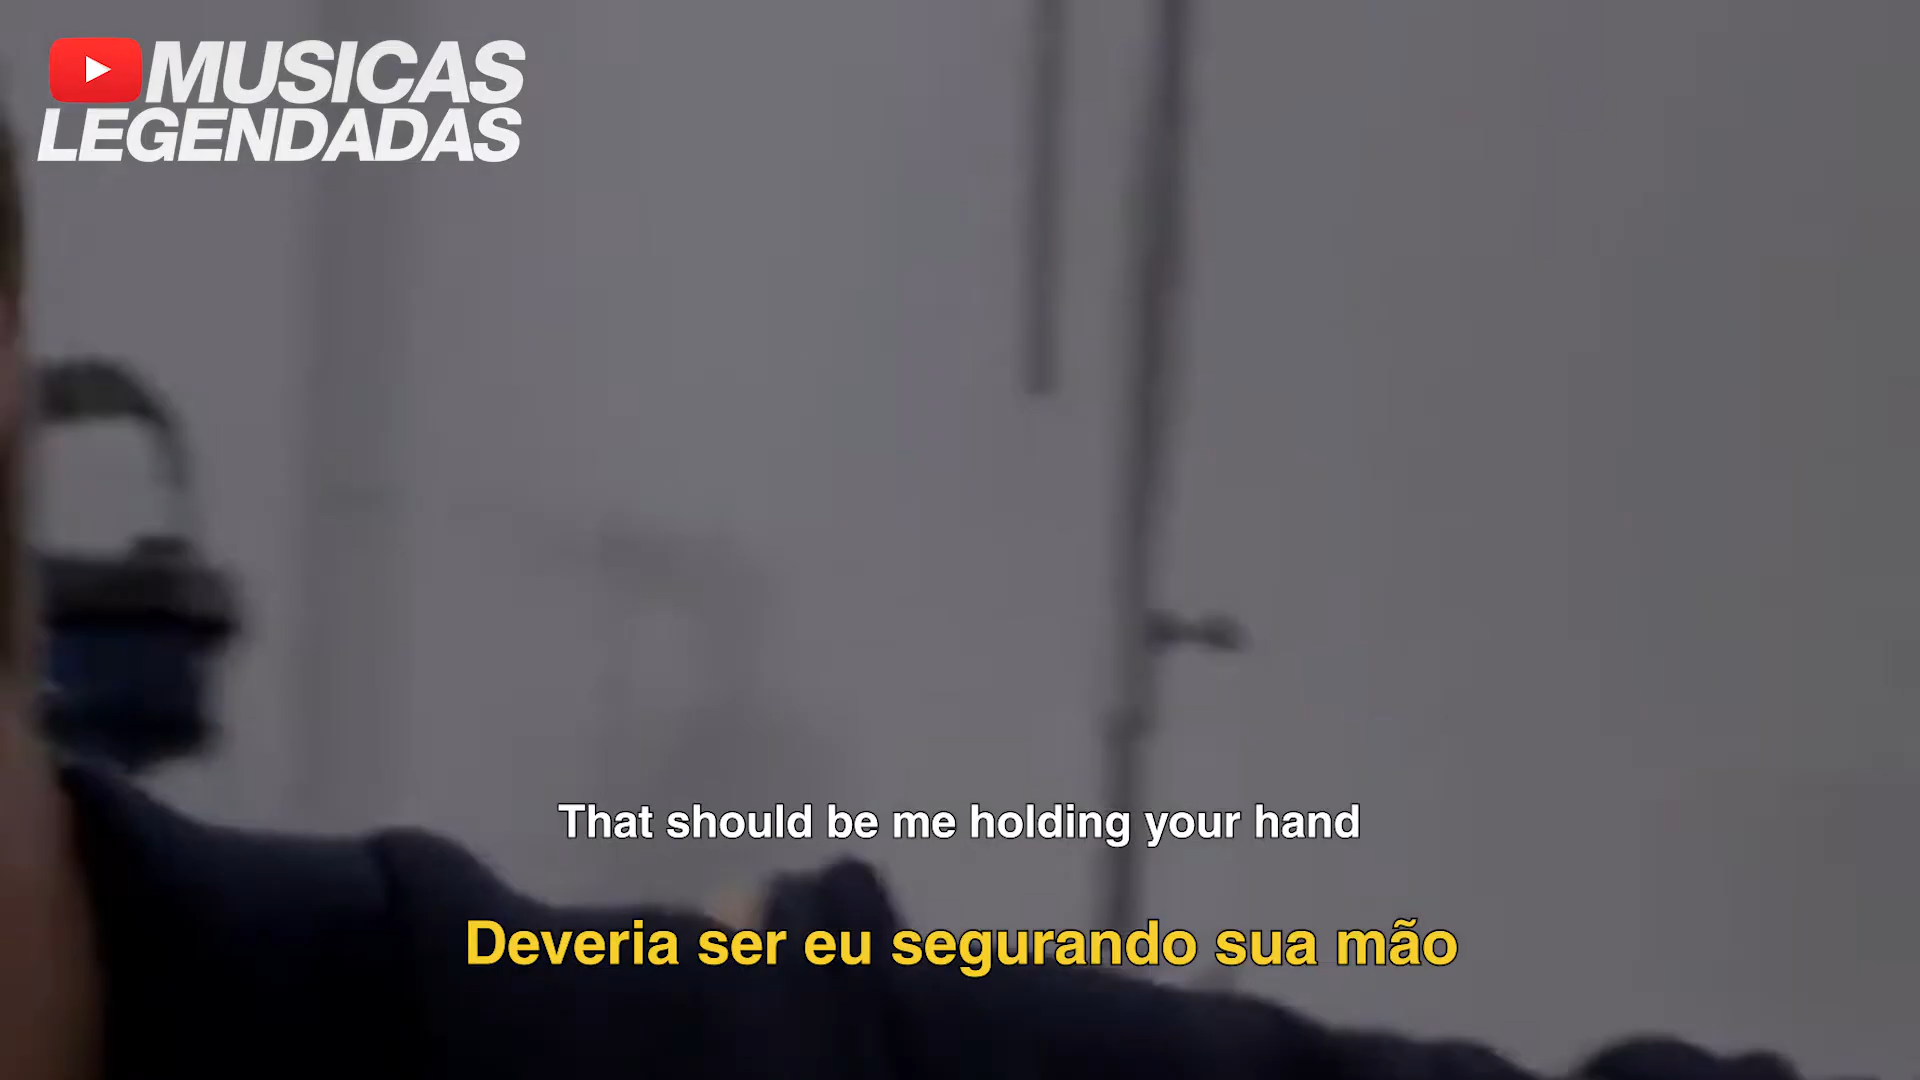 MUSICAS
LEGENDADAS
That should be me holding your hand
Deveria ser eu segurando sua mão